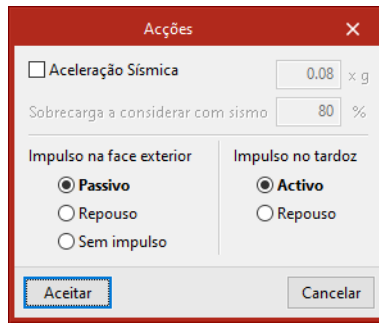 Acções
Aceleração Sísmica 0.08 x g
Sobrecarga a considerar com sismo 80 %
Impulso na face exterior Impulso no tardoz
Passivo Activo
Repouso Repouso
Sem impulso
Aceitar Cancelar